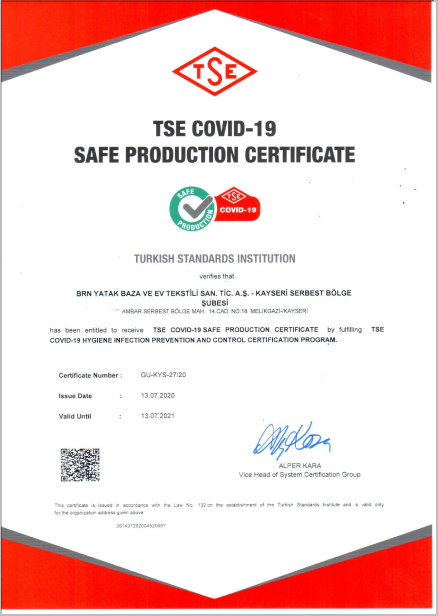 TSE
TSE COVID-19
SAFE PRODUCTION CERTIFICATE
SAFE PRODUCTION
TSE
COVID-19
TURKISH STANDARDS INSTITUTION
verifies that
BRN YATAK BAZA VE EV TEKSTİLİ SAN. TİC. A.Ş. - KAYSERİ SERBEST BÖLGE
ŞUBESİ
AMBAR SERBEST BÖLGE MAH. 14.CAD. NO:18 MELİKGAZİ-/KAYSERİ
has been entitled to receive TSE COVID-19 SAFE PRODUCTION CERTIFICATE by fulfilling TSE
COVID-19 HYGIENE INFECTION PREVENTION AND CONTROL CERTIFICATION PROGRAM.
Certificate Number : GU-KYS-27/20
Issue Date : 13.07.2020
Valid Until : 13.07.2021
ALPER KARA
Vice Head of System Certification Group
This certificate is issued in accordance with the Law No. 132 on the establishment of the Turkish Standards Institute and is valid only
for the organization address given above